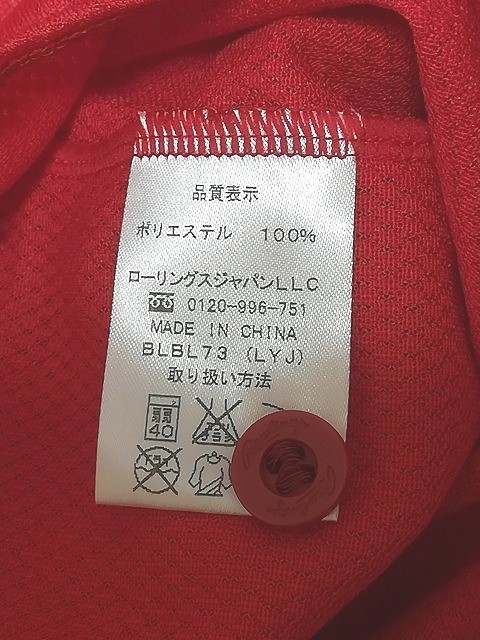 品質表示
ポリエステル 100%
ローリングスジャパンLLC
0120-996-751
MADE IN CHINA
BLBL73 (LYJ)
取り扱い方法
弱
40